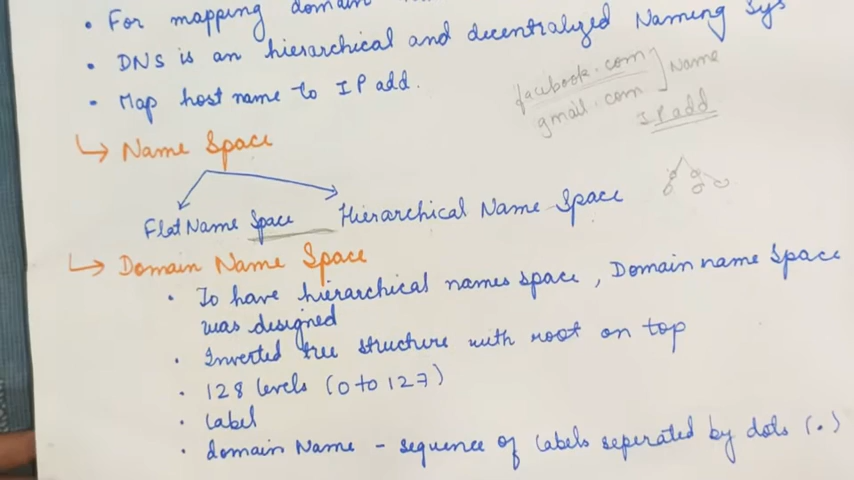 • For mapping domain
• DNS is an hierarchical and decentralized Naming Sys
• Map host name to IP add.
facebook.com
gmail.com
] Name
IP add
↳ Name Space
Flat Name Space
Hierarchical Name Space
↳ Domain Name Space
• To have hierarchical names space, Domain name Space
was designed
• Inverted tree structure with root on top
• 128 levels (0 to 127)
• Label
• domain Name - sequence of labels seperated by dots (.)